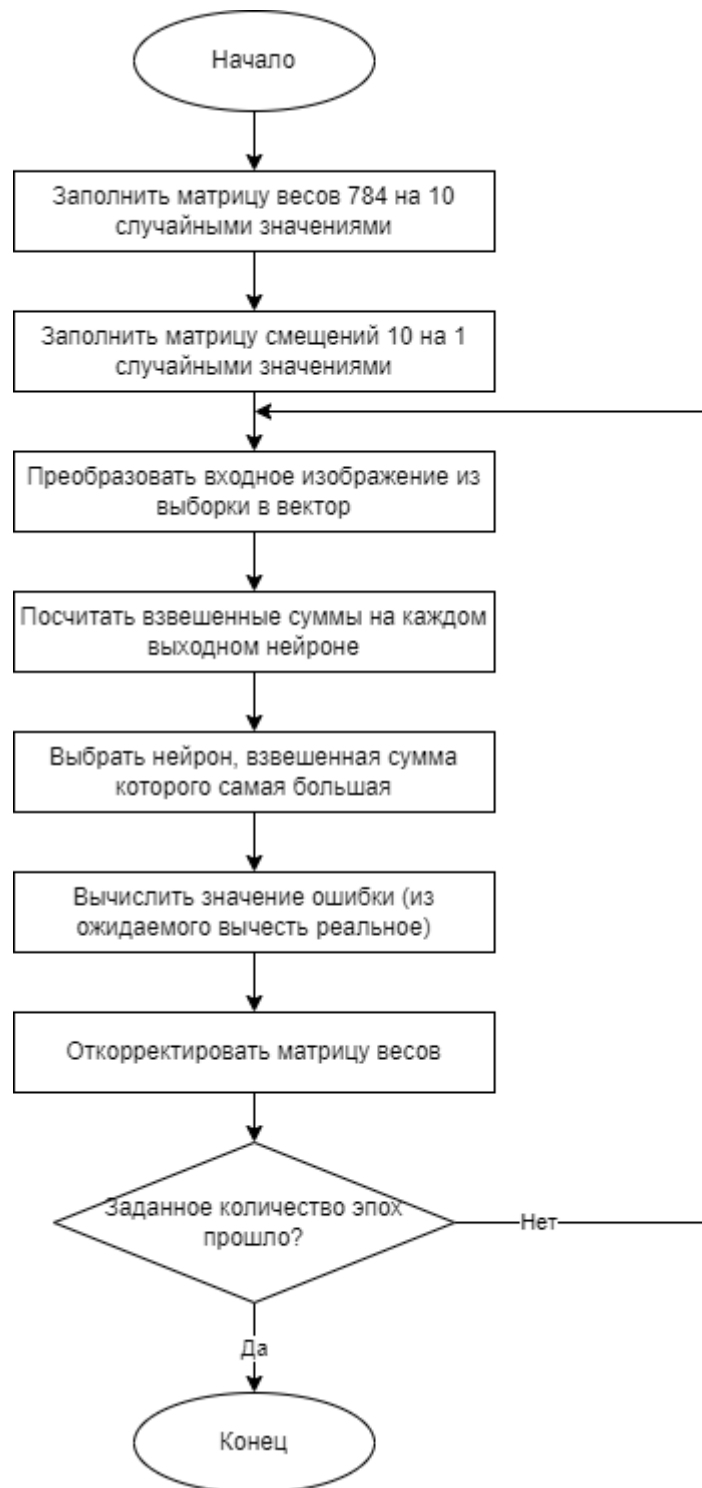 Начало
Заполнить матрицу весов 784 на 10
случайными значениями
Заполнить матрицу смещений 10 на 1
случайными значениями
Преобразовать входное изображение из
выборки в вектор
Посчитать взвешенные суммы на каждом
выходном нейроне
Выбрать нейрон, взвешенная сумма
которого самая большая
Вычислить значение ошибки (из
ожидаемого вычесть реальное)
Откорректировать матрицу весов
Заданное количество эпох
прошло?
Нет
Да
Конец